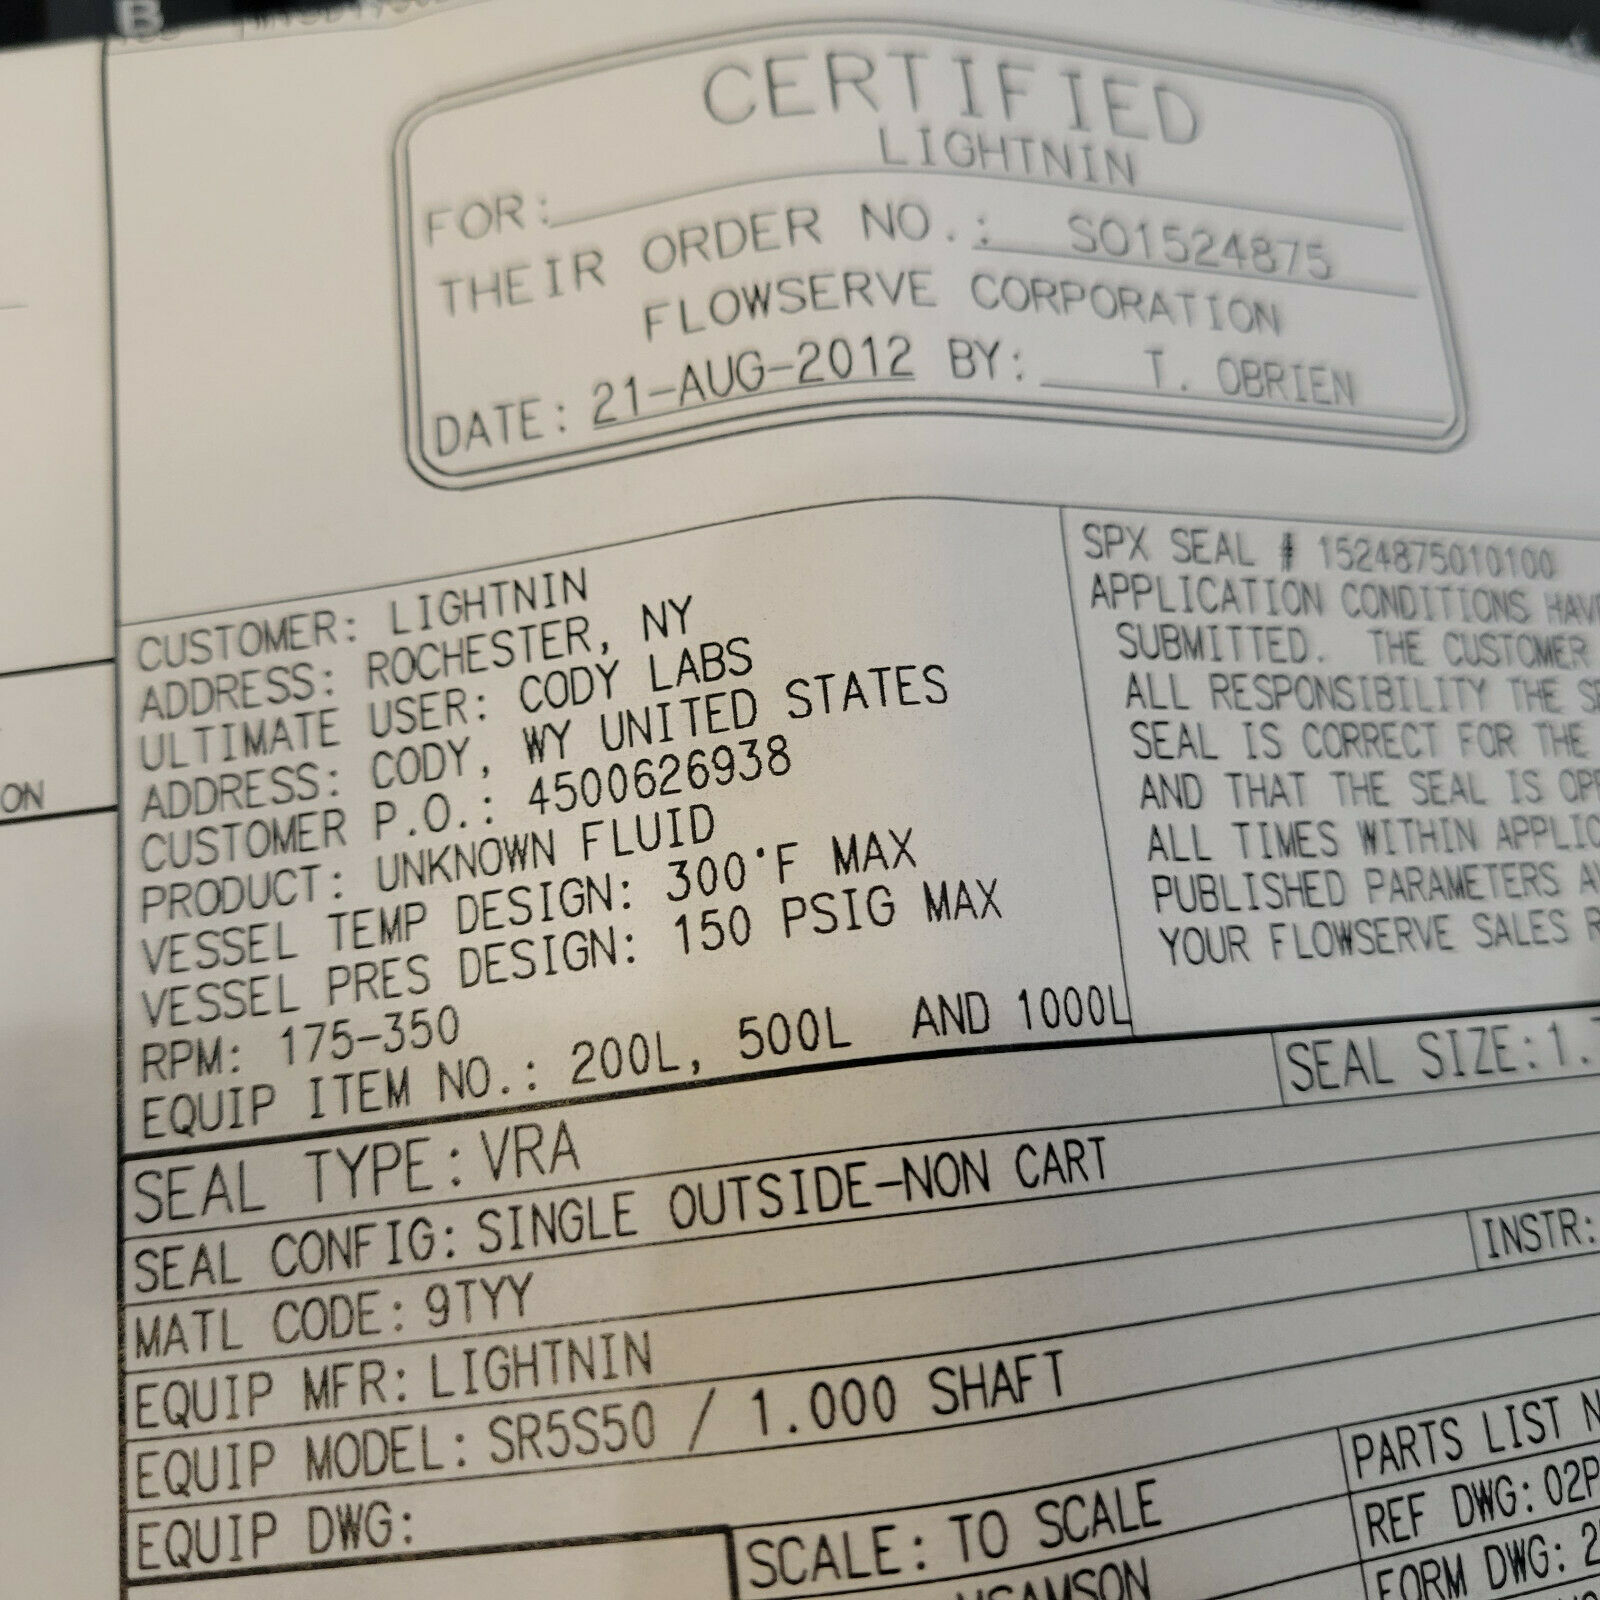 B
CERTIFIED
FOR: LIGHTNIN
THEIR ORDER NO.: SO1524875
FLOWSERVE CORPORATION
DATE: 21-AUG-2012 BY: T. OBRIEN
ON
CUSTOMER: LIGHTNIN
ADDRESS: ROCHESTER, NY
ULTIMATE USER: CODY LABS
ADDRESS: CODY, WY UNITED STATES
CUSTOMER P.O.: 4500626938
PRODUCT: UNKNOWN FLUID
VESSEL TEMP DESIGN: 300°F MAX
VESSEL PRES DESIGN: 150 PSIG MAX
RPM: 175-350
EQUIP ITEM NO.: 200L, 500L AND 1000L
SPX SEAL # 1524875010100
APPLICATION CONDITIONS HAV
SUBMITTED. THE CUSTOMER
ALL RESPONSIBILITY THE S
SEAL IS CORRECT FOR THE
AND THAT THE SEAL IS OP
ALL TIMES WITHIN APPLIC
PUBLISHED PARAMETERS A
YOUR FLOWSERVE SALES R
SEAL TYPE: VRA
SEAL SIZE: 1.
SEAL CONFIG: SINGLE OUTSIDE-NON CART
MATL CODE: 9TYY
INSTR:
EQUIP MFR: LIGHTNIN
EQUIP MODEL: SR5S50 / 1.000 SHAFT
EQUIP DWG:
SCALE: TO SCALE
PARTS LIST N
REF DWG: 02P
FORM DWG: 2